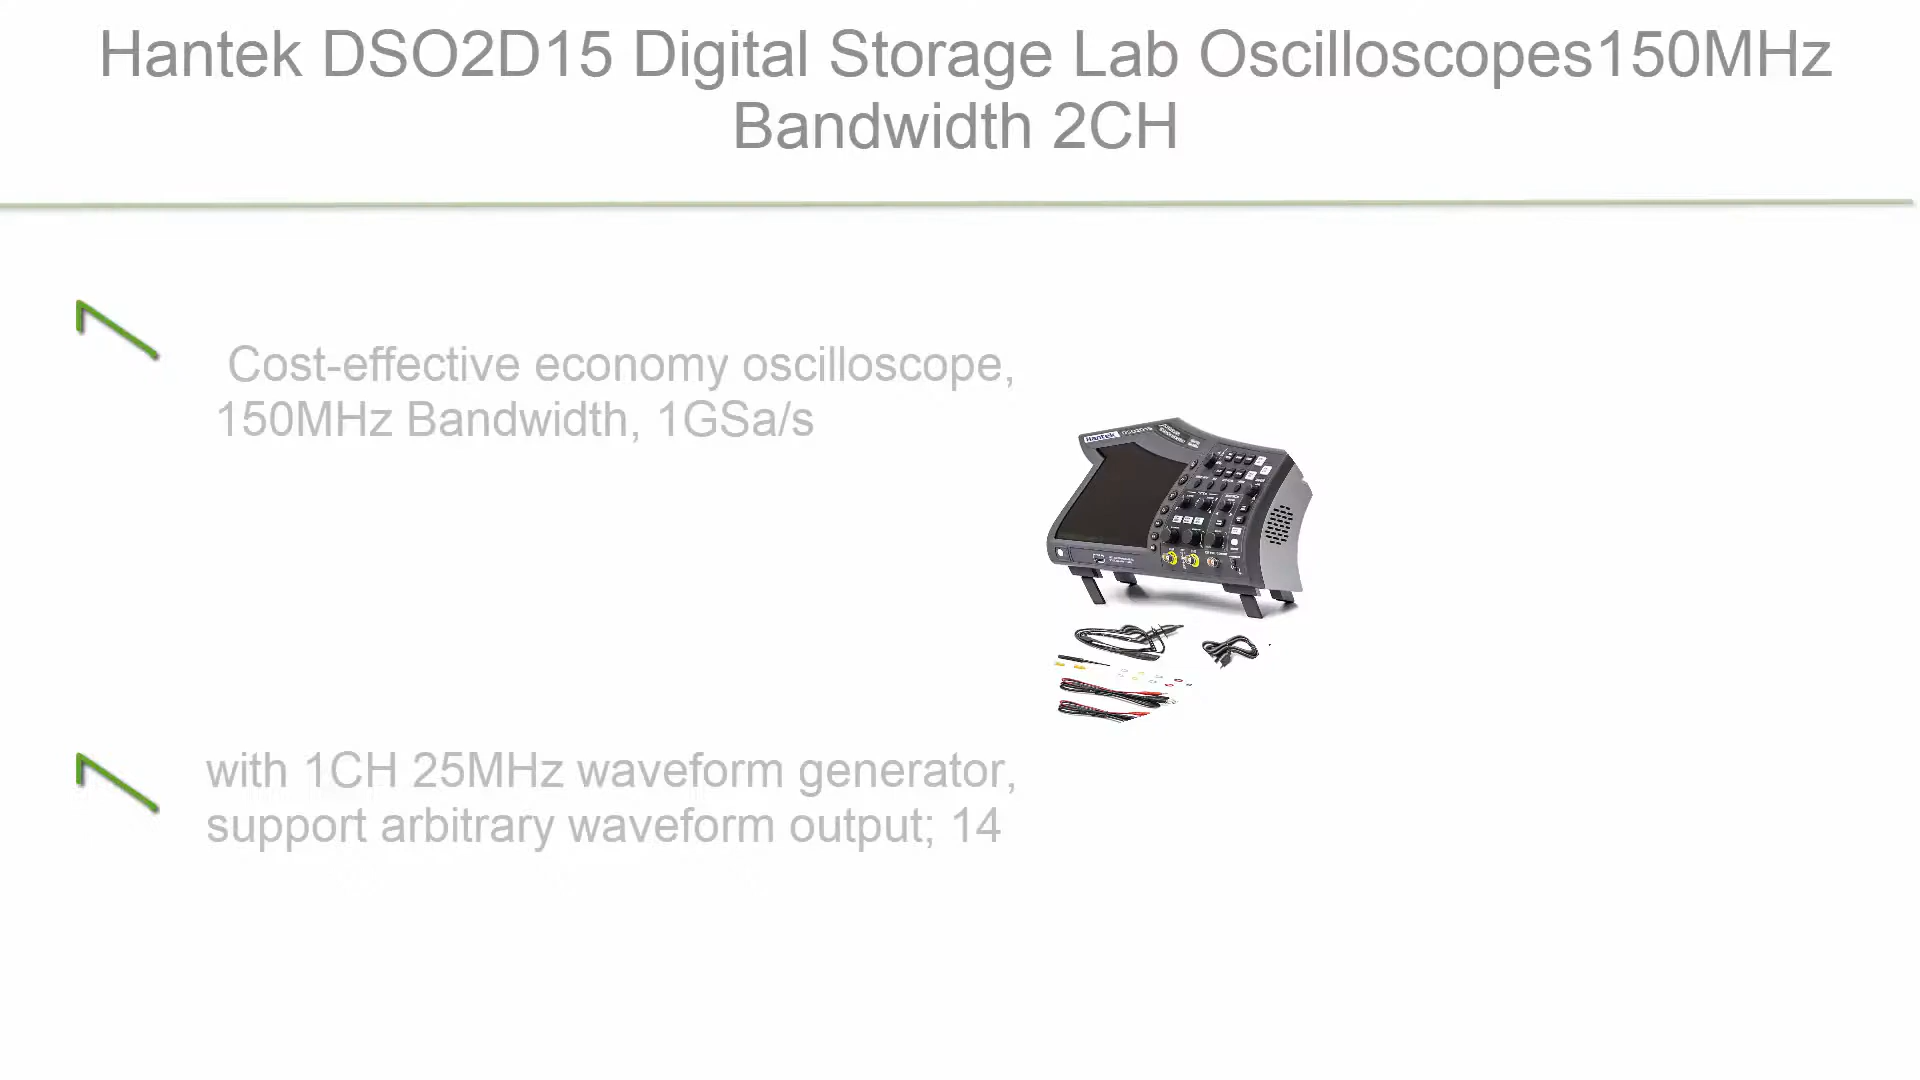 Hantek DSO2D15 Digital Storage Lab Oscilloscopes150MHz
Bandwidth 2CH
Cost-effective economy oscilloscope,
150MHz Bandwidth, 1GSa/s
Hantek
with 1CH 25MHz waveform generator,
support arbitrary waveform output; 14